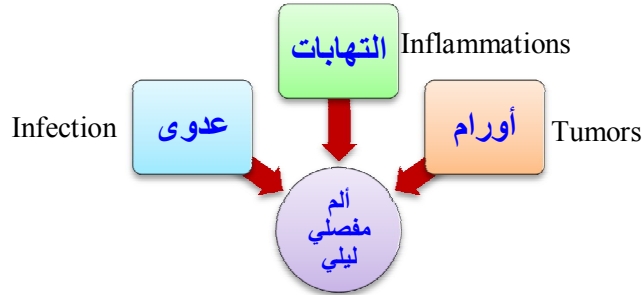 التهابات
Inflammations
Infection
عدوى
أورام
Tumors
ألم
مفصلي
ليلي